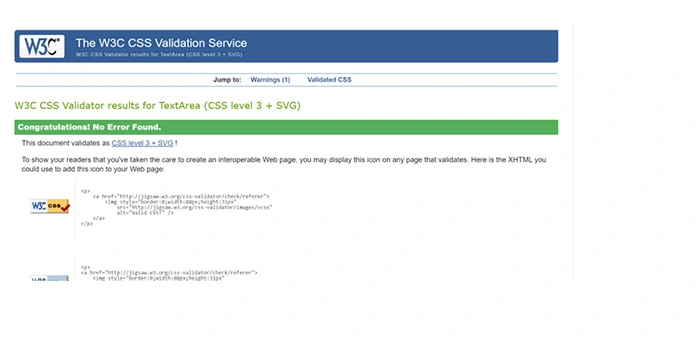 W3C®
The W3C CSS Validation Service
W3C CSS Validator results for TextArea (CSS level 3 + SVG)
Jump to: Warnings (1) Validated CSS
W3C CSS Validator results for TextArea (CSS level 3 + SVG)
Congratulations! No Error Found.
This document validates as CSS level 3 + SVG !
To show your readers that you've taken the care to create an interoperable Web page, you may display this icon on any page that validates. Here is the XHTML you
could use to add this icon to your Web page:
W3C css
<p>
<a href="http://jigsaw.w3.org/css-validator/check/referer">
<img style="border:0;width:88px;height:31px"
src="http://jigsaw.w3.org/css-validator/images/vcss"
alt="Valid CSS!" />
</a>
</p>
<p>
<a href="http://jigsaw.w3.org/css-validator/check/referer">
<img style="border:0;width:88px;height:31px"